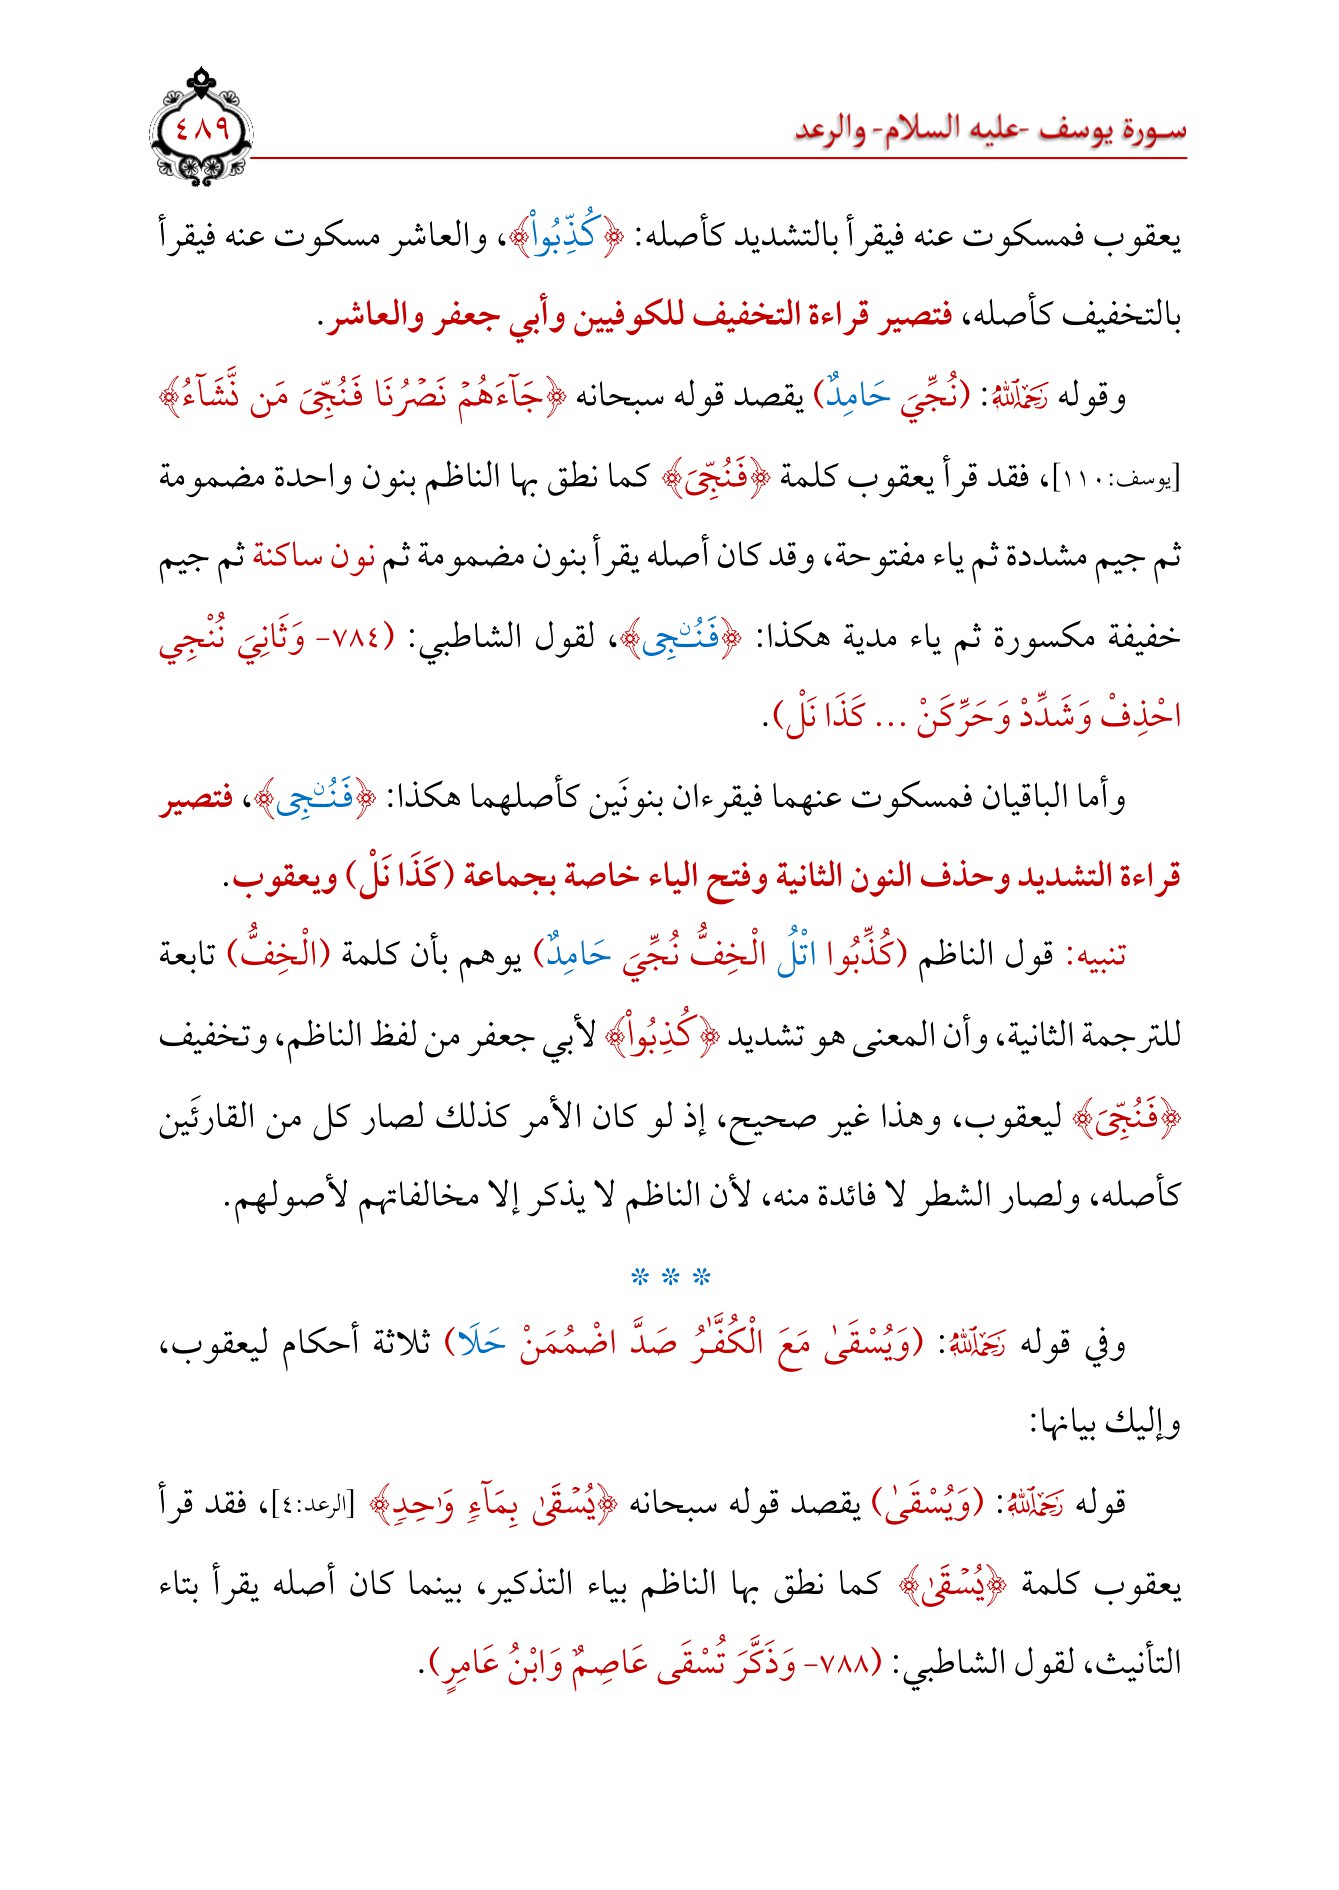 سورة يوسف -عليه السلام- والرعد
٤٨٩
يعقوب فمسكوت عنه فيقرأ بالتشديد كأصله: ﴿كُذِّبُواْ﴾، والعاشر مسكوت عنه فيقرأ
بالتخفيف كأصله، فتصير قراءة التخفيف للكوفيين وأبي جعفر والعاشر.
وقوله رَحِمَهُ ٱللَّهُ: (نُجِّيَ حَامِدٌ) يقصد قوله سبحانه ﴿جَآءَهُمْ نَصْرُنَا فَنُجِّىَ مَن نَّشَآءُ﴾
[يوسف:١١٠]، فقد قرأ يعقوب كلمة ﴿فَنُجِّىَ﴾ كما نطق بها الناظم بنون واحدة مضمومة
ثم جيم مشددة ثم ياء مفتوحة، وقد كان أصله يقرأ بنون مضمومة ثم نون ساكنة ثم جيم
خفيفة مكسورة ثم ياء مدية هكذا: ﴿فَنُـۨجِى﴾، لقول الشاطبي: (٧٨٤- وَثَانِيَ نُنْجِي
احْذِفْ وَشَدِّدْ وَحَرِّكَنْ ... كَذَا نَلْ).
وأما الباقيان فمسكوت عنهما فيقرءان بنونَين كأصلهما هكذا: ﴿فَنُـۨجِى﴾، فتصير
قراءة التشديد وحذف النون الثانية وفتح الياء خاصة بجماعة (كَذَا نَلْ) ويعقوب.
تنبيه: قول الناظم (كُذِّبُوا اتْلُ الْخِفُّ نُجِّيَ حَامِدٌ) يوهم بأن كلمة (الْخِفُّ) تابعة
للترجمة الثانية، وأن المعنى هو تشديد ﴿كُذِبُواْ﴾ لأبي جعفر من لفظ الناظم، وتخفيف
﴿فَنُجِّىَ﴾ ليعقوب، وهذا غير صحيح، إذ لو كان الأمر كذلك لصار كل من القارئَين
كأصله، ولصار الشطر لا فائدة منه، لأن الناظم لا يذكر إلا مخالفاتهم لأصولهم.
* * *
وفي قوله رَحِمَهُ ٱللَّهُ: (وَيُسْقَىٰ مَعَ الْكُفَّـٰرُ صَدَّ اضْمُمَنْ حَلَا) ثلاثة أحكام ليعقوب،
وإليك بيانها:
قوله رَحِمَهُ ٱللَّهُ: (وَيُسْقَىٰ) يقصد قوله سبحانه ﴿يُسْقَىٰ بِمَآءٖ وَٰحِدٖ﴾ [الرعد:٤]، فقد قرأ
يعقوب كلمة ﴿يُسْقَىٰ﴾ كما نطق بها الناظم بياء التذكير، بينما كان أصله يقرأ بتاء
التأنيث، لقول الشاطبي: (٧٨٨- وَذَكَّرَ تُسْقَى عَاصِمٌ وَابْنُ عَامِرٍ).